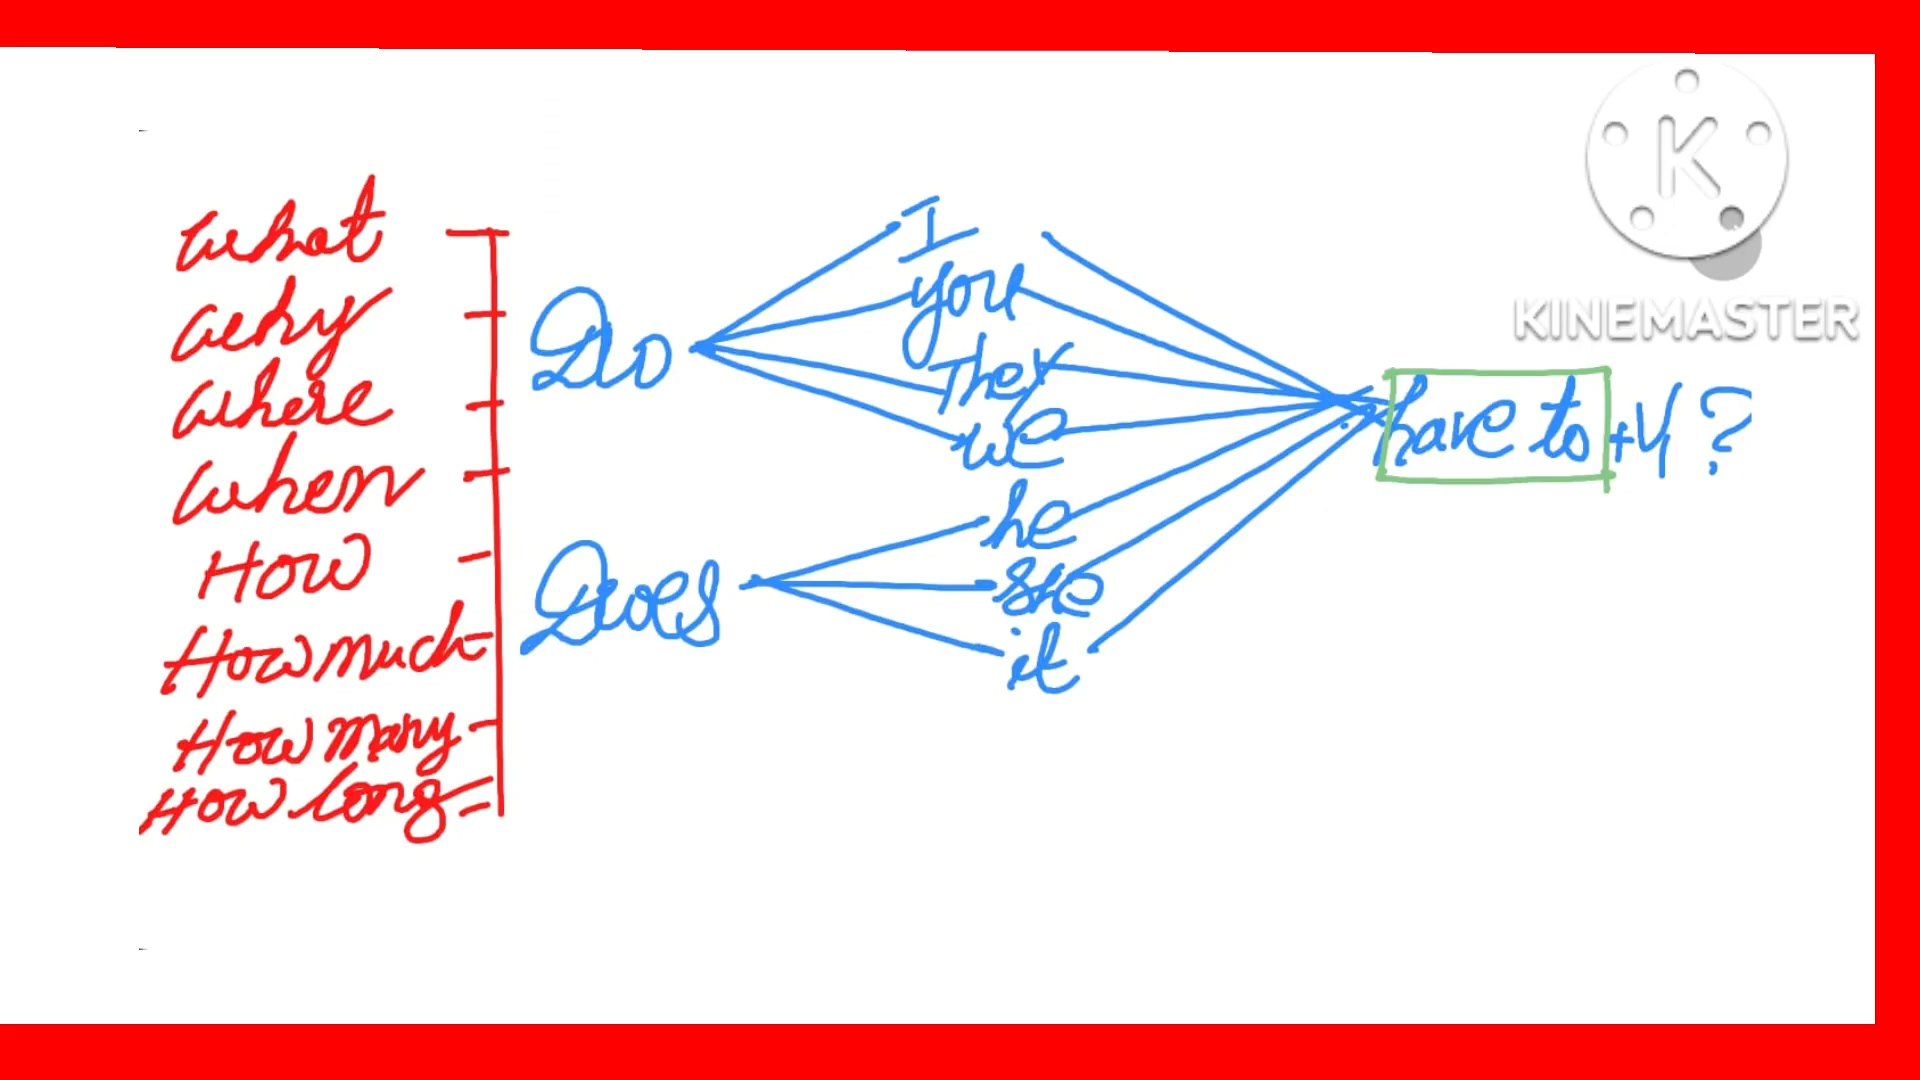 What
Why
Where
When
How
How much
How many
How long
Do
Does
I
you
They
we
he
she
it
have to +V1 ?
K
KINEMASTER